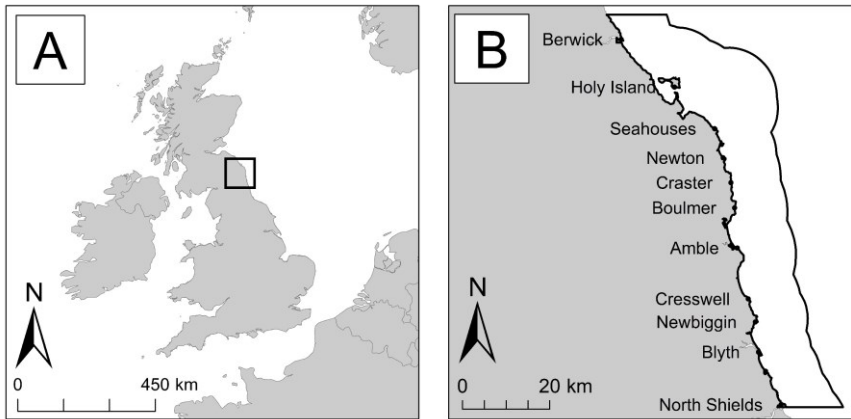 A
N
0
450 km
B
Berwick
Holy Island
Seahouses
Newton
Craster
Boulmer
Amble
Cresswell
Newbiggin
Blyth
North Shields
N
0
20 km